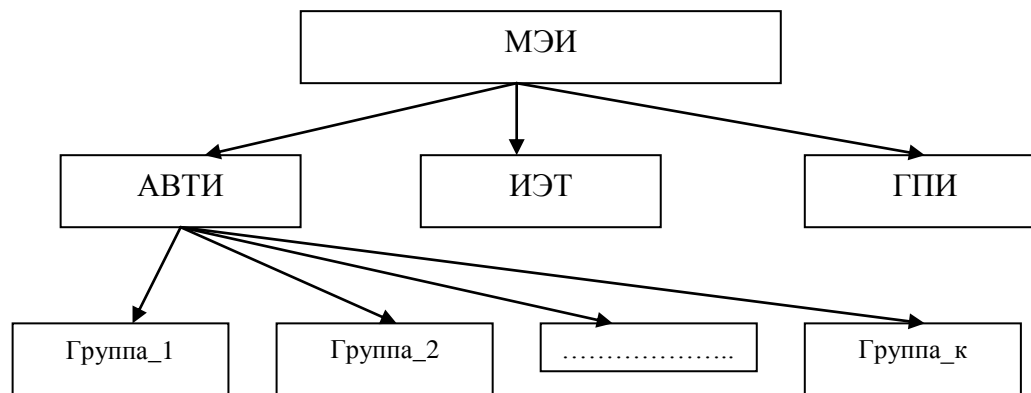 МЭИ
АВТИ
ИЭТ
ГПИ
Группа_1
Группа_2
………………..
Группа_к